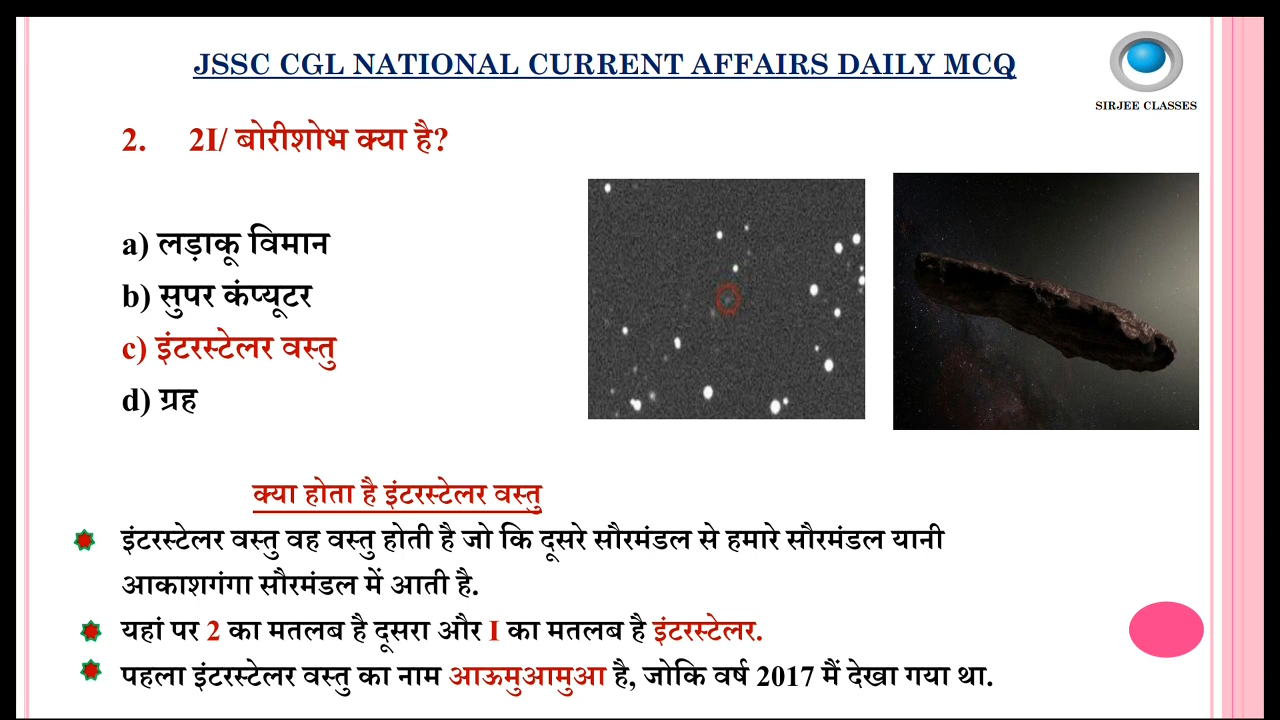 JSSC CGL NATIONAL CURRENT AFFAIRS DAILY MCQ
SIRJEE CLASSES
2. 2I/ बोरीशोभ क्या है?
a) लड़ाकू विमान
b) सुपर कंप्यूटर
c) इंटरस्टेलर वस्तु
d) ग्रह
क्या होता है इंटरस्टेलर वस्तु
इंटरस्टेलर वस्तु वह वस्तु होती है जो कि दूसरे सौरमंडल से हमारे सौरमंडल यानी
आकाशगंगा सौरमंडल में आती है.
यहां पर 2 का मतलब है दूसरा और I का मतलब है इंटरस्टेलर.
पहला इंटरस्टेलर वस्तु का नाम आऊमुआमुआ है, जोकि वर्ष 2017 मैं देखा गया था.